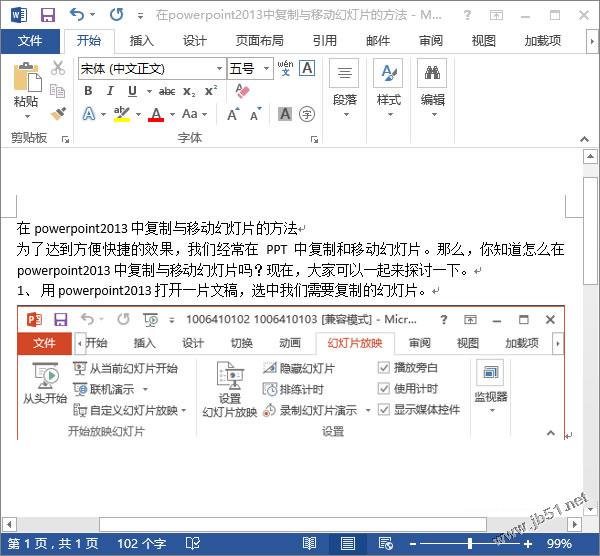 在powerpoint2013中复制与移动幻灯片的方法 - M...
文件 开始 插入 设计 页面布局 引用 邮件 审阅 视图 加载项
宋体 (中文正文) 五号 wén 文 A
粘贴 B I U abc x₂ x² 段落 样式 编辑
A ab A Aa A A A 字
剪贴板 字体
在 powerpoint2013 中复制与移动幻灯片的方法
为了达到方便快捷的效果，我们经常在 PPT 中复制和移动幻灯片。那么，你知道怎么在
powerpoint2013 中复制与移动幻灯片吗？现在，大家可以一起来探讨一下。
1、 用 powerpoint2013 打开一片文稿，选中我们需要复制的幻灯片。
1006410102 1006410103 [兼容模式] - Micr...
文件 开始 插入 设计 切换 动画 幻灯片放映 审阅 视图 加载项
从头开始 从当前幻灯片开始 设置 幻灯片放映 隐藏幻灯片 播放旁白 监视器
联机演示 排练计时 使用计时
自定义幻灯片放映 录制幻灯片演示 显示媒体控件
开始放映幻灯片 设置
www.jb51.net
第 1 页，共 1 页 102 个字 99%